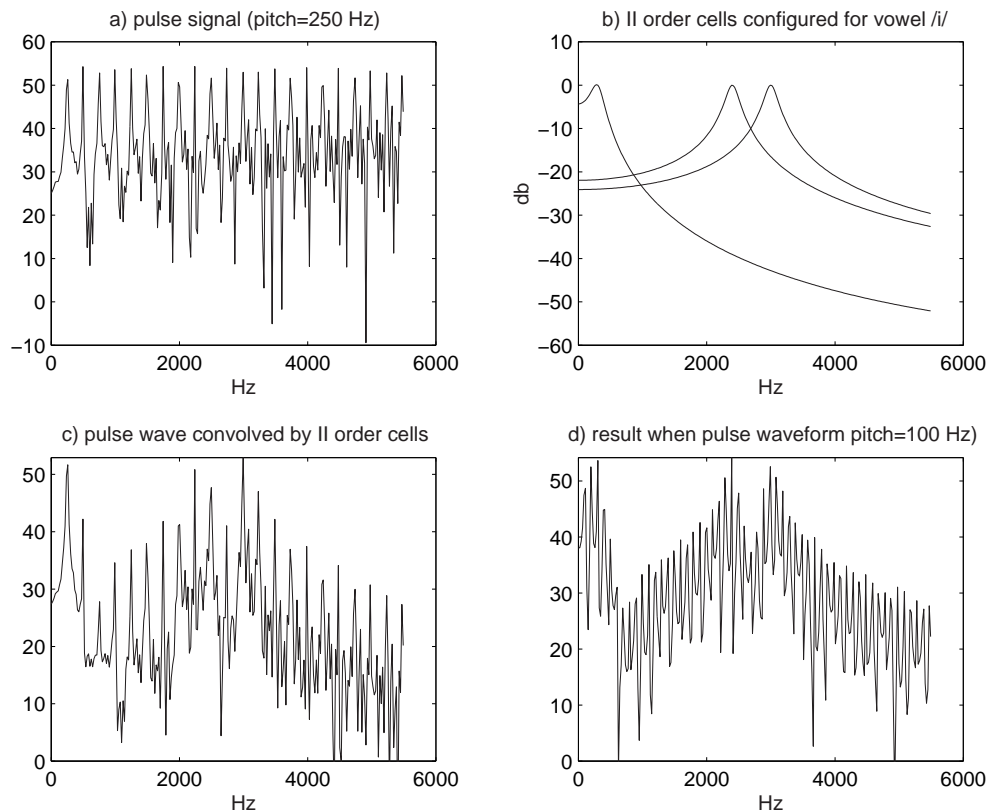 a) pulse signal (pitch=250 Hz)
60
50
40
30
20
10
0
−10
0 2000 4000 6000
Hz
b) II order cells configured for vowel /i/
10
0
−10
−20
−30
−40
−50
−60
db
0 2000 4000 6000
Hz
c) pulse wave convolved by II order cells
50
40
30
20
10
0
0 2000 4000 6000
Hz
d) result when pulse waveform pitch=100 Hz)
50
40
30
20
10
0
0 2000 4000 6000
Hz